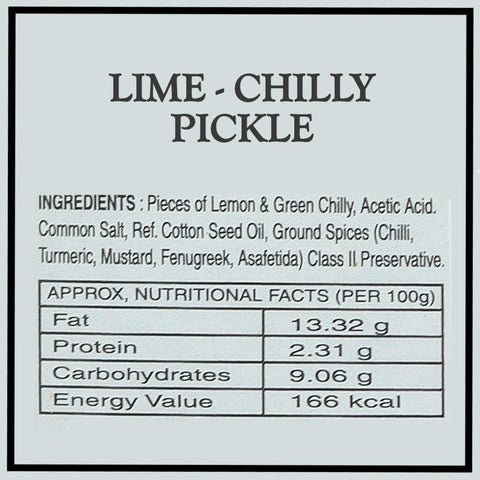 LIME - CHILLY
PICKLE
INGREDIENTS : Pieces of Lemon & Green Chilly, Acetic Acid.
Common Salt, Ref. Cotton Seed Oil, Ground Spices (Chilli,
Turmeric, Mustard, Fenugreek, Asafetida) Class II Preservative.
APPROX, NUTRITIONAL FACTS (PER 100g)
Fat 13.32 g
Protein 2.31 g
Carbohydrates 9.06 g
Energy Value 166 kcal